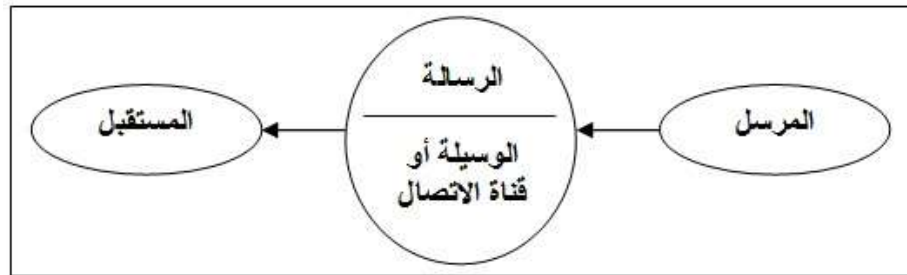 المرسل
الرسالة
الوسيلة أو
قناة الاتصال
المستقبل